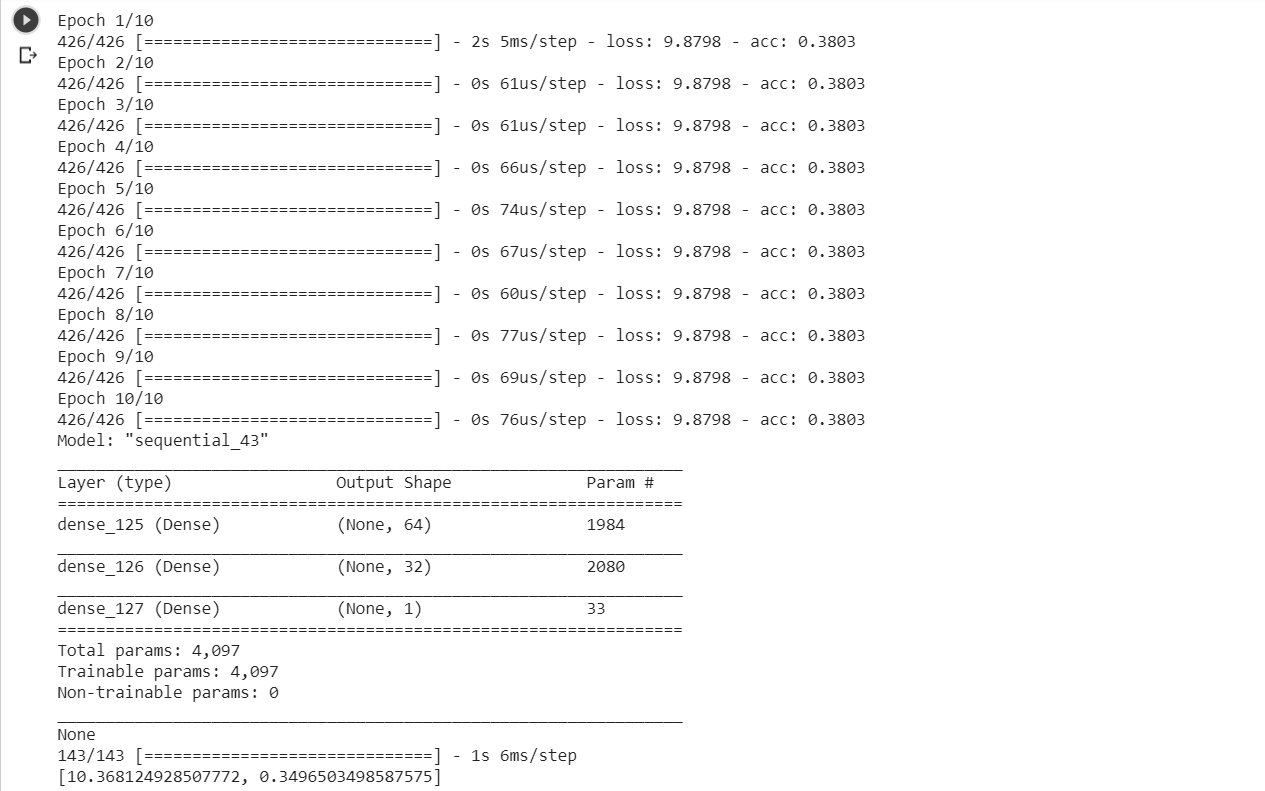 Epoch 1/10
426/426 [==============================] - 2s 5ms/step - loss: 9.8798 - acc: 0.3803
Epoch 2/10
426/426 [==============================] - 0s 61us/step - loss: 9.8798 - acc: 0.3803
Epoch 3/10
426/426 [==============================] - 0s 61us/step - loss: 9.8798 - acc: 0.3803
Epoch 4/10
426/426 [==============================] - 0s 66us/step - loss: 9.8798 - acc: 0.3803
Epoch 5/10
426/426 [==============================] - 0s 74us/step - loss: 9.8798 - acc: 0.3803
Epoch 6/10
426/426 [==============================] - 0s 67us/step - loss: 9.8798 - acc: 0.3803
Epoch 7/10
426/426 [==============================] - 0s 60us/step - loss: 9.8798 - acc: 0.3803
Epoch 8/10
426/426 [==============================] - 0s 77us/step - loss: 9.8798 - acc: 0.3803
Epoch 9/10
426/426 [==============================] - 0s 69us/step - loss: 9.8798 - acc: 0.3803
Epoch 10/10
426/426 [==============================] - 0s 76us/step - loss: 9.8798 - acc: 0.3803
Model: "sequential_43"
_________________________________________________________________
Layer (type)                 Output Shape              Param #
=================================================================
dense_125 (Dense)            (None, 64)                1984
_________________________________________________________________
dense_126 (Dense)            (None, 32)                2080
_________________________________________________________________
dense_127 (Dense)            (None, 1)                 33
=================================================================
Total params: 4,097
Trainable params: 4,097
Non-trainable params: 0
_________________________________________________________________
None
143/143 [==============================] - 1s 6ms/step
[10.368124928507772, 0.3496503498587575]